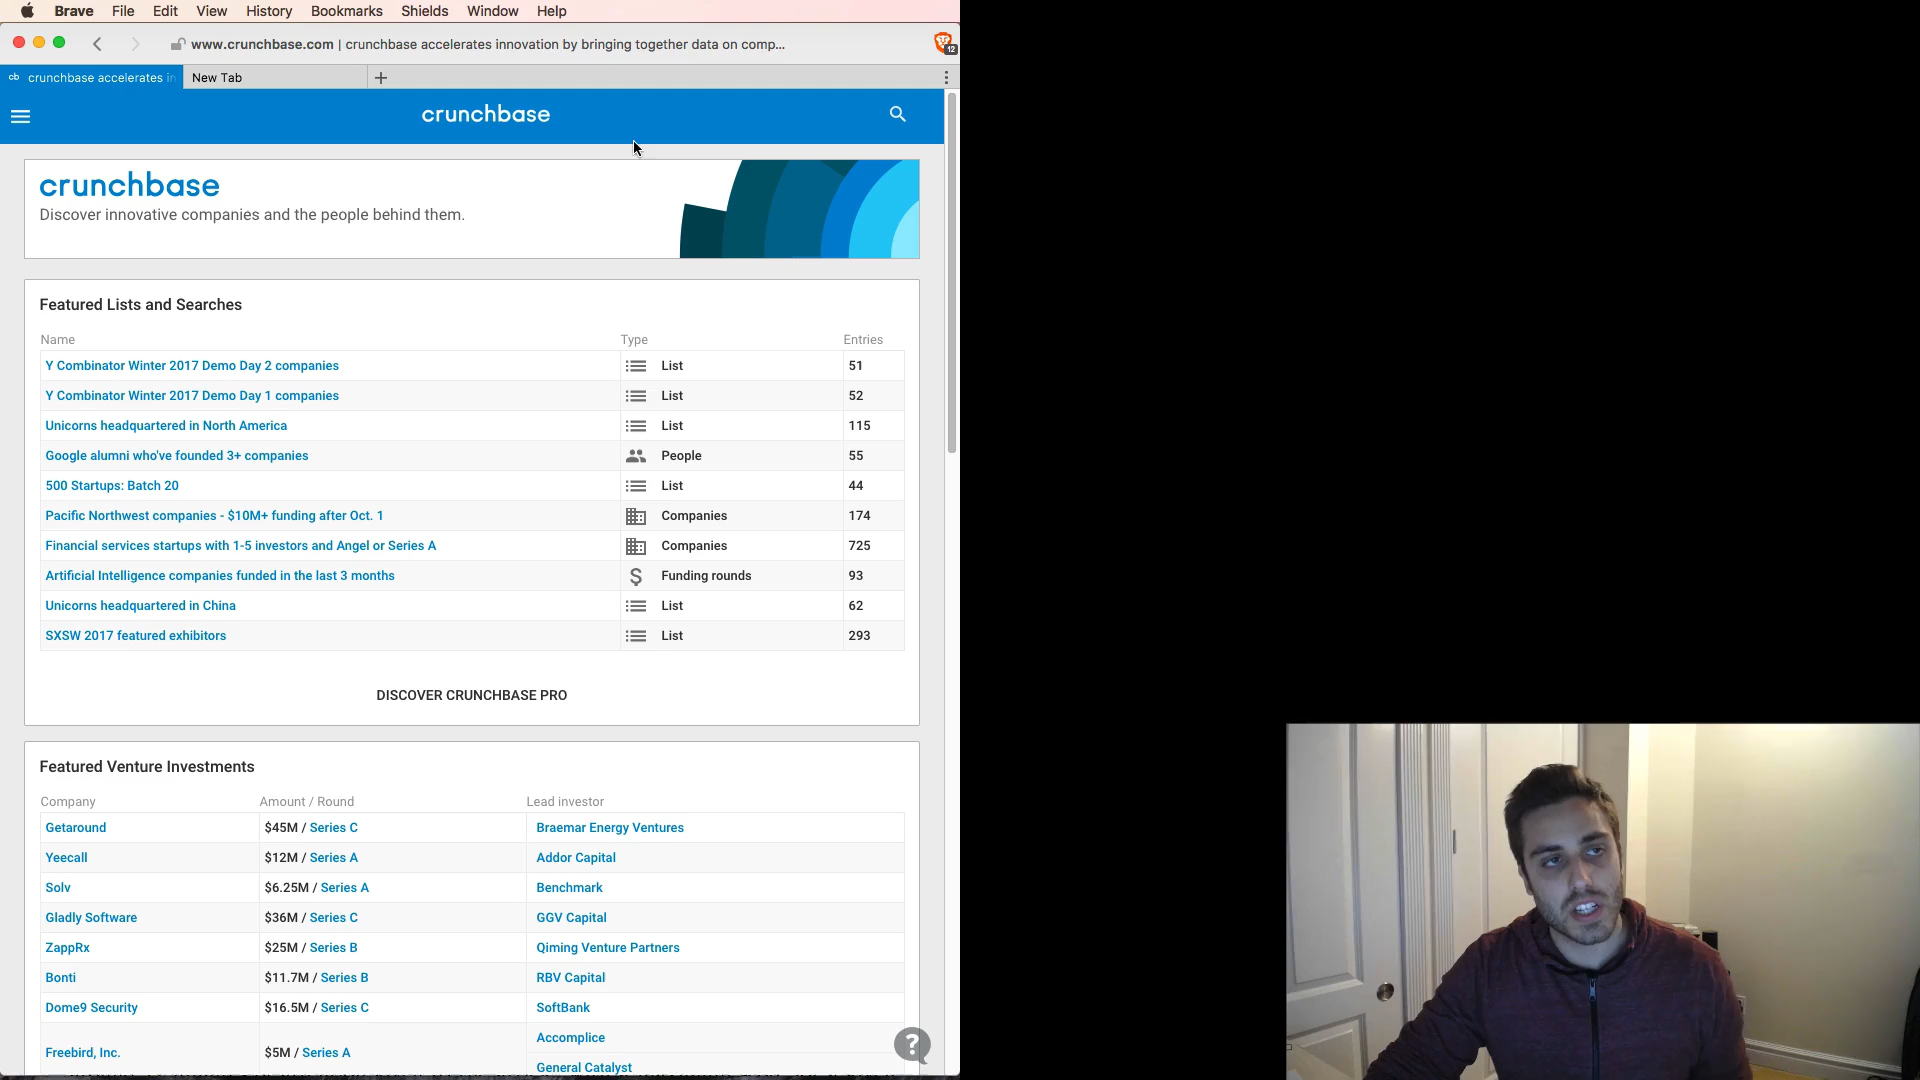 Brave File Edit View History Bookmarks Shields Window Help
www.crunchbase.com | crunchbase accelerates innovation by bringing together data on comp...
12
cb crunchbase accelerates in New Tab
crunchbase
crunchbase
Discover innovative companies and the people behind them.
Featured Lists and Searches
Name Type Entries
Y Combinator Winter 2017 Demo Day 2 companies List 51
Y Combinator Winter 2017 Demo Day 1 companies List 52
Unicorns headquartered in North America List 115
Google alumni who've founded 3+ companies People 55
500 Startups: Batch 20 List 44
Pacific Northwest companies - $10M+ funding after Oct. 1 Companies 174
Financial services startups with 1-5 investors and Angel or Series A Companies 725
Artificial Intelligence companies funded in the last 3 months Funding rounds 93
Unicorns headquartered in China List 62
SXSW 2017 featured exhibitors List 293
DISCOVER CRUNCHBASE PRO
Featured Venture Investments
Company Amount / Round Lead investor
Getaround $45M / Series C Braemar Energy Ventures
Yeecall $12M / Series A Addor Capital
Solv $6.25M / Series A Benchmark
Gladly Software $36M / Series C GGV Capital
ZappRx $25M / Series B Qiming Venture Partners
Bonti $11.7M / Series B RBV Capital
Dome9 Security $16.5M / Series C SoftBank
Accomplice
Freebird, Inc. $5M / Series A
General Catalyst
?